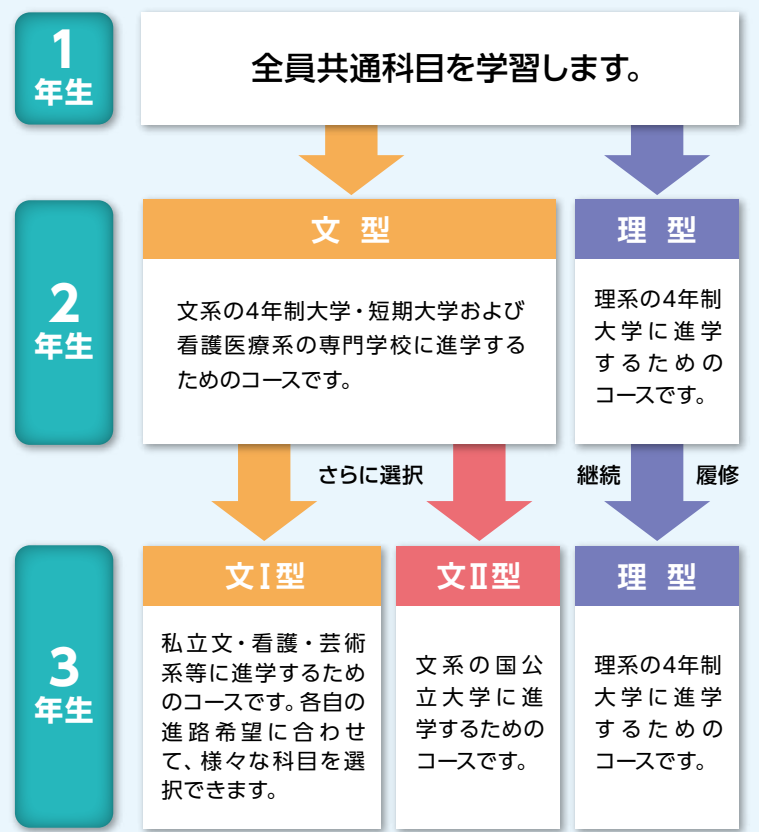 1
年生
全員共通科目を学習します。
2
年生
文 型
文系の4年制大学・短期大学および
看護医療系の専門学校に進学する
ためのコースです。
理 型
理系の4年制
大学に進学
するための
コースです。
さらに選択
継続
履修
3
年生
文Ⅰ型
私立文・看護・芸術
系等に進学するため
のコースです。各自の
進路希望に合わせ
て、様々な科目を選
択できます。
文Ⅱ型
文系の国公
立大学に進
学するための
コースです。
理 型
理系の4年制
大学に進学
するための
コースです。